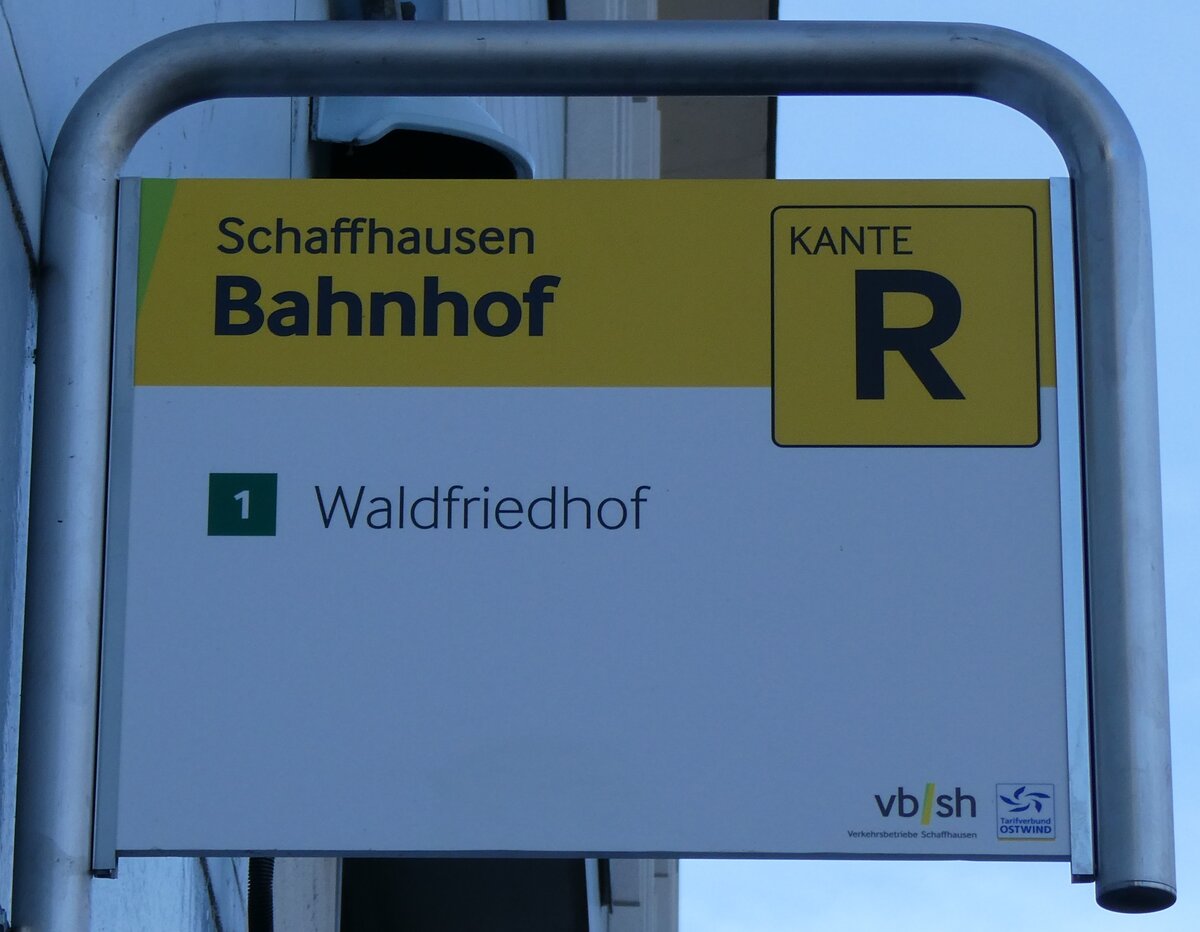 Schaffhausen
Bahnhof
KANTE
R
1 Waldfriedhof
vb/sh
Verkehrsbetriebe Schaffhausen
Tarifverbund
OSTWIND